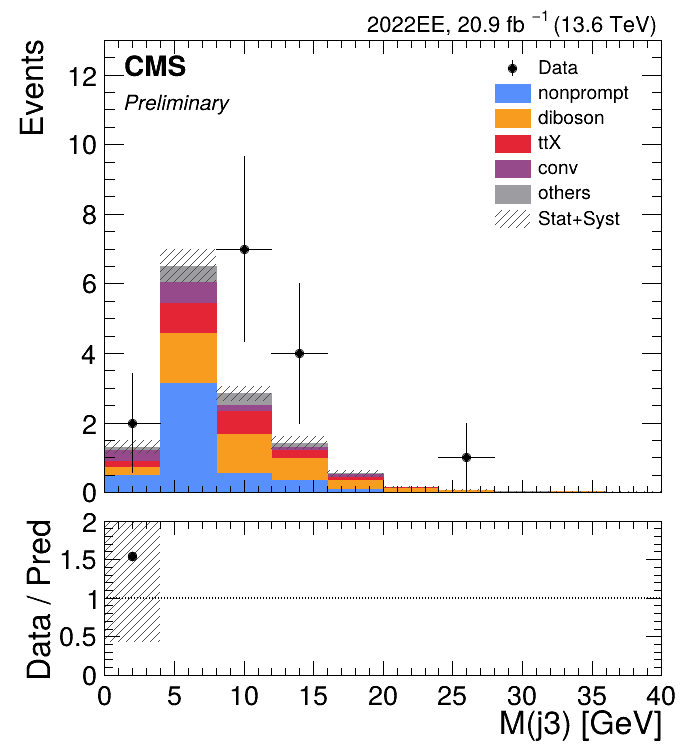 2022EE, 20.9 fb⁻¹ (13.6 TeV)
Events
CMS
Preliminary
Data
nonprompt
diboson
ttX
conv
others
Stat+Syst
12
10
8
6
4
2
0
Data / Pred
2
1.5
1
0.5
0
0 5 10 15 20 25 30 35 40
M(j3) [GeV]